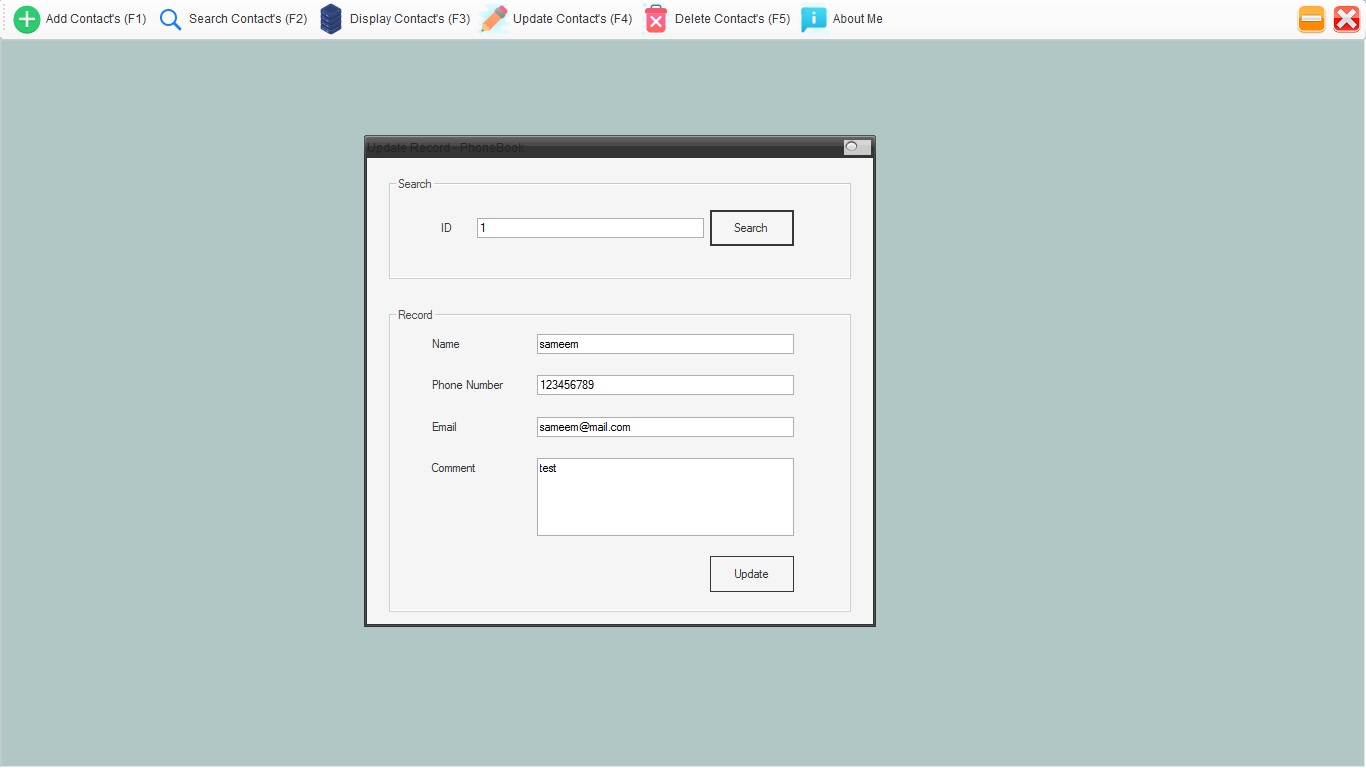 Add Contact's (F1) Search Contact's (F2) Display Contact's (F3) Update Contact's (F4) Delete Contact's (F5) About Me
Update Record - PhoneBook
Search
ID 1 Search
Record
Name sameem
Phone Number 123456789
Email sameem@mail.com
Comment test
Update